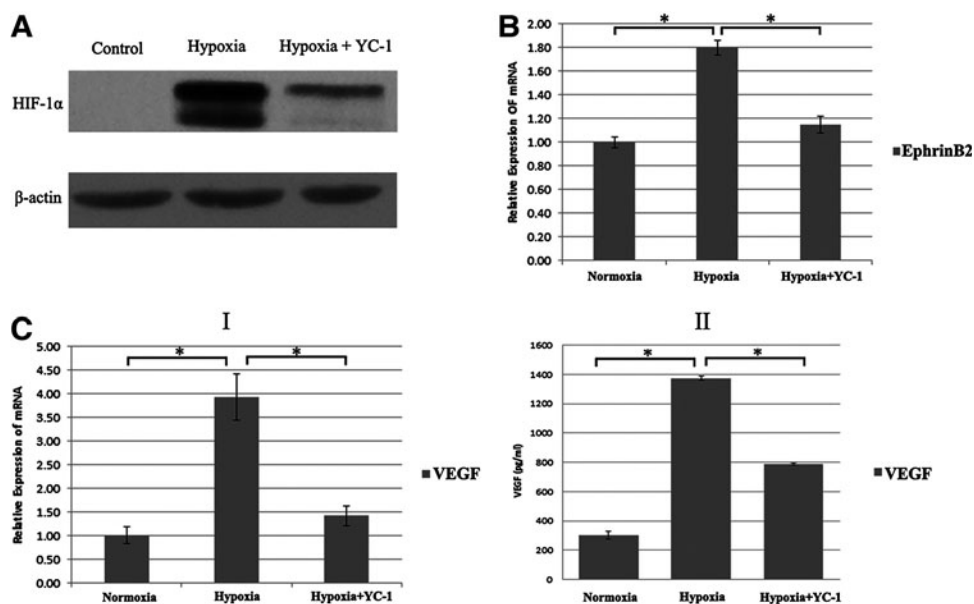 A
Control
Hypoxia
Hypoxia + YC-1
HIF-1α
β-actin
B
Relative Expression OF mRNA
2.00
1.80
1.60
1.40
1.20
1.00
0.80
0.60
0.40
0.20
0.00
*
*
Normoxia
Hypoxia
Hypoxia+YC-1
EphrinB2
C
I
Relative Expression of mRNA
5.00
4.50
4.00
3.50
3.00
2.50
2.00
1.50
1.00
0.50
0.00
*
*
Normoxia
Hypoxia
Hypoxia+YC-1
VEGF
II
VEGF (pg/ml)
1600
1400
1200
1000
800
600
400
200
0
*
*
Normoxia
Hypoxia
Hypoxia+YC-1
VEGF